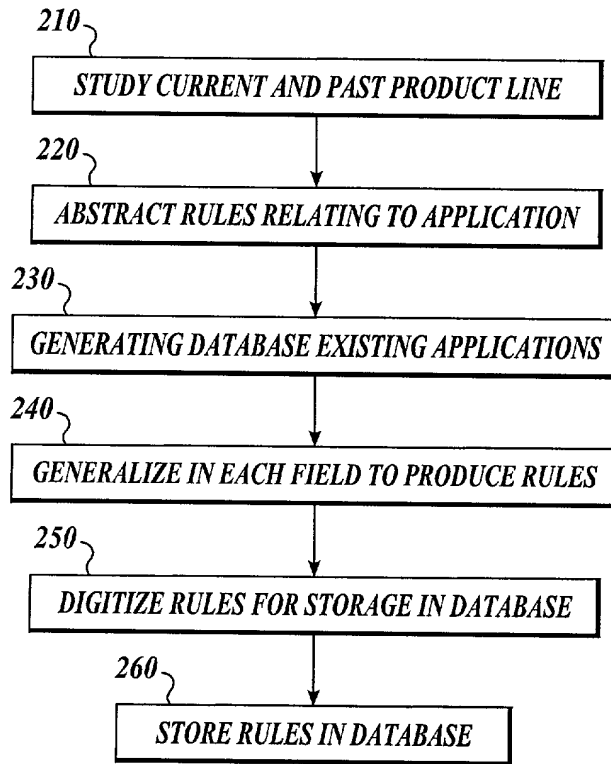 210
STUDY CURRENT AND PAST PRODUCT LINE
220
ABSTRACT RULES RELATING TO APPLICATION
230
GENERATING DATABASE EXISTING APPLICATIONS
240
GENERALIZE IN EACH FIELD TO PRODUCE RULES
250
DIGITIZE RULES FOR STORAGE IN DATABASE
260
STORE RULES IN DATABASE